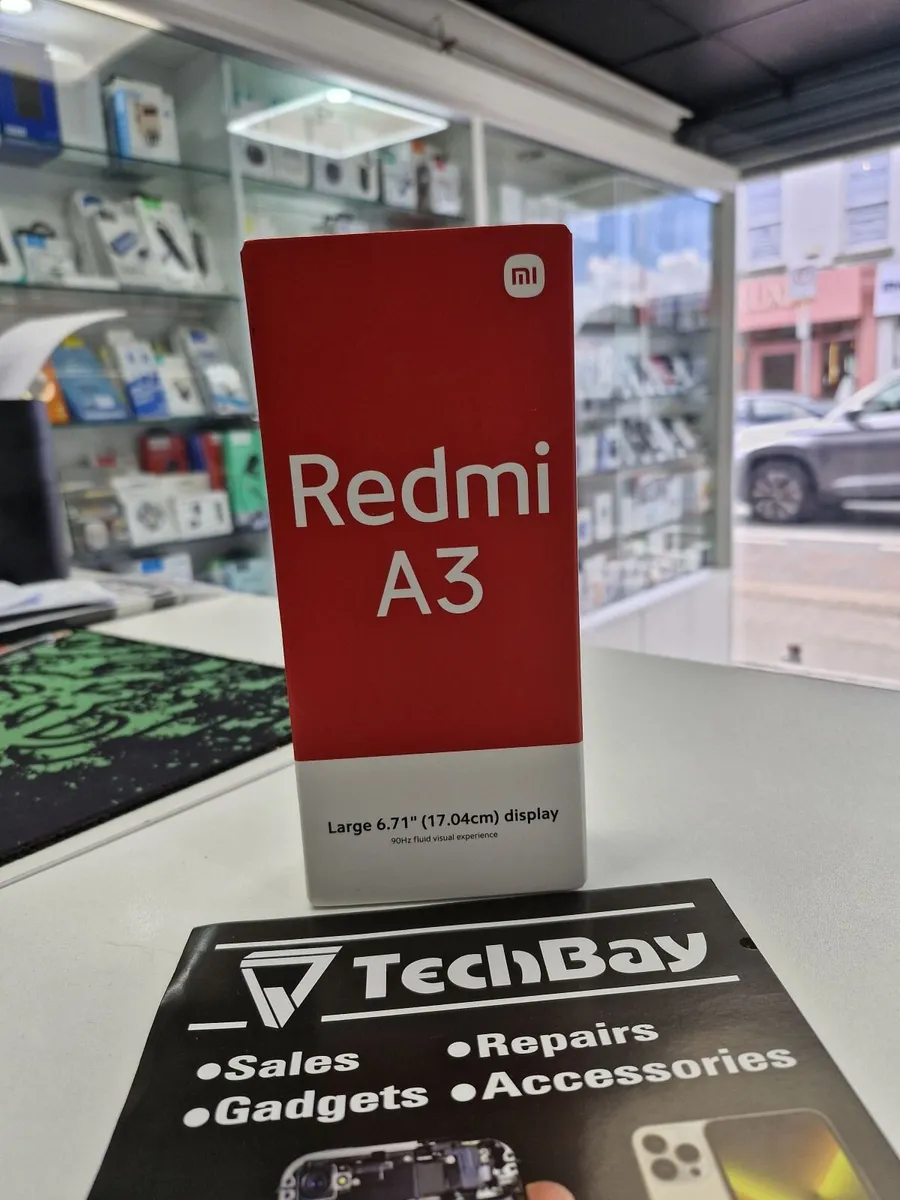 mi
Redmi
A3
Large 6.71" (17.04cm) display
90Hz fluid visual experience
TechBay
•Sales
•Repairs
•Gadgets
•Accessories